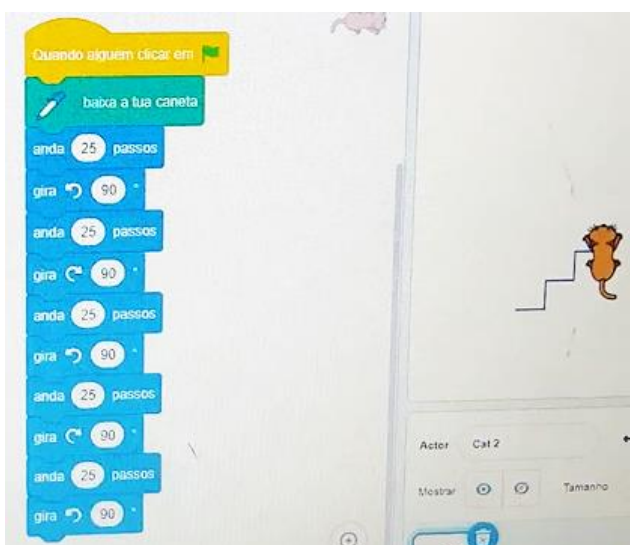 Quando alguém clicar em
baixa a tua caneta
anda 25 passos
gira 90 °
anda 25 passos
gira 90 °
anda 25 passos
gira 90 °
anda 25 passos
gira 90 °
anda 25 passos
gira 90 °
Actor Cat 2
Mostrar Tamanho